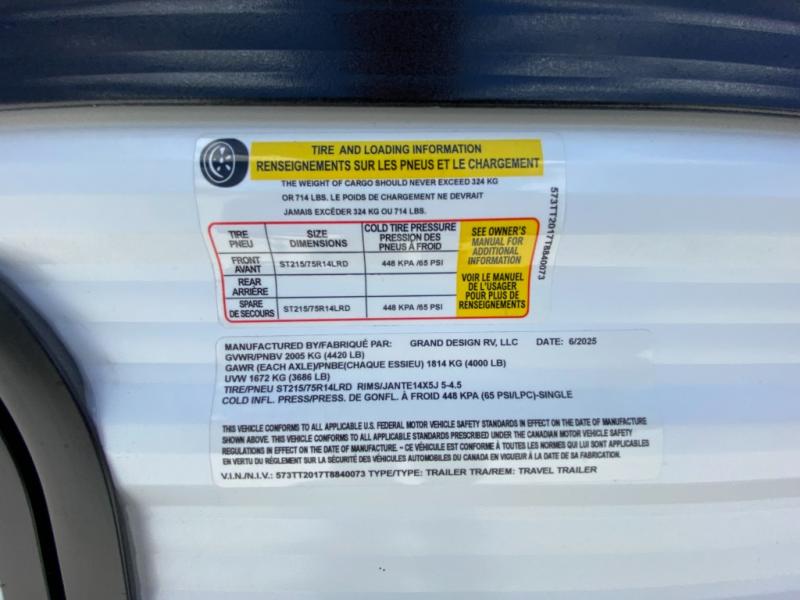 TIRE AND LOADING INFORMATION
RENSEIGNEMENTS SUR LES PNEUS ET LE CHARGEMENT
THE WEIGHT OF CARGO SHOULD NEVER EXCEED 324 KG
OR 714 LBS. LE POIDS DE CHARGEMENT NE DEVRAIT
JAMAIS EXCÉDER 324 KG OU 714 LBS.
TIRE
PNEU
SIZE
DIMENSIONS
COLD TIRE PRESSURE
PRESSION DES
PNEUS À FROID
FRONT
AVANT
ST215/75R14LRD
448 KPA /65 PSI
REAR
ARRIÈRE
SPARE
DE SECOURS
ST215/75R14LRD
448 KPA /65 PSI
SEE OWNER'S
MANUAL FOR
ADDITIONAL
INFORMATION
VOIR LE MANUEL
DE L'USAGER
POUR PLUS DE
RENSEIGNEMENTS
573TT2017T8840073
MANUFACTURED BY/FABRIQUÉ PAR: GRAND DESIGN RV, LLC DATE: 6/2025
GVWR/PNBV 2005 KG (4420 LB)
GAWR (EACH AXLE)/PNBE(CHAQUE ESSIEU) 1814 KG (4000 LB)
UVW 1672 KG (3686 LB)
TIRE/PNEU ST215/75R14LRD RIMS/JANTE14X5J 5-4.5
COLD INFL. PRESS/PRESS. DE GONFL. À FROID 448 KPA (65 PSI/LPC)-SINGLE
THIS VEHICLE CONFORMS TO ALL APPLICABLE U.S. FEDERAL MOTOR VEHICLE SAFETY STANDARDS IN EFFECT ON THE DATE OF MANUFACTURE
SHOWN ABOVE. THIS VEHICLE CONFORMS TO ALL APPLICABLE STANDARDS PRESCRIBED UNDER THE CANADIAN MOTOR VEHICLE SAFETY
REGULATIONS IN EFFECT ON THE DATE OF MANUFACTURE. – CE VÉHICULE EST CONFORME À TOUTES LES NORMES QUI LUI SONT APPLICABLES
EN VERTU DU RÈGLEMENT SUR LA SÉCURITÉ DES VÉHICULES AUTOMOBILES DU CANADA EN VIGUEUR À LA DATE DE SA FABRICATION.
V.I.N./N.I.V.: 573TT2017T8840073 TYPE/TYPE: TRAILER TRA/REM: TRAVEL TRAILER